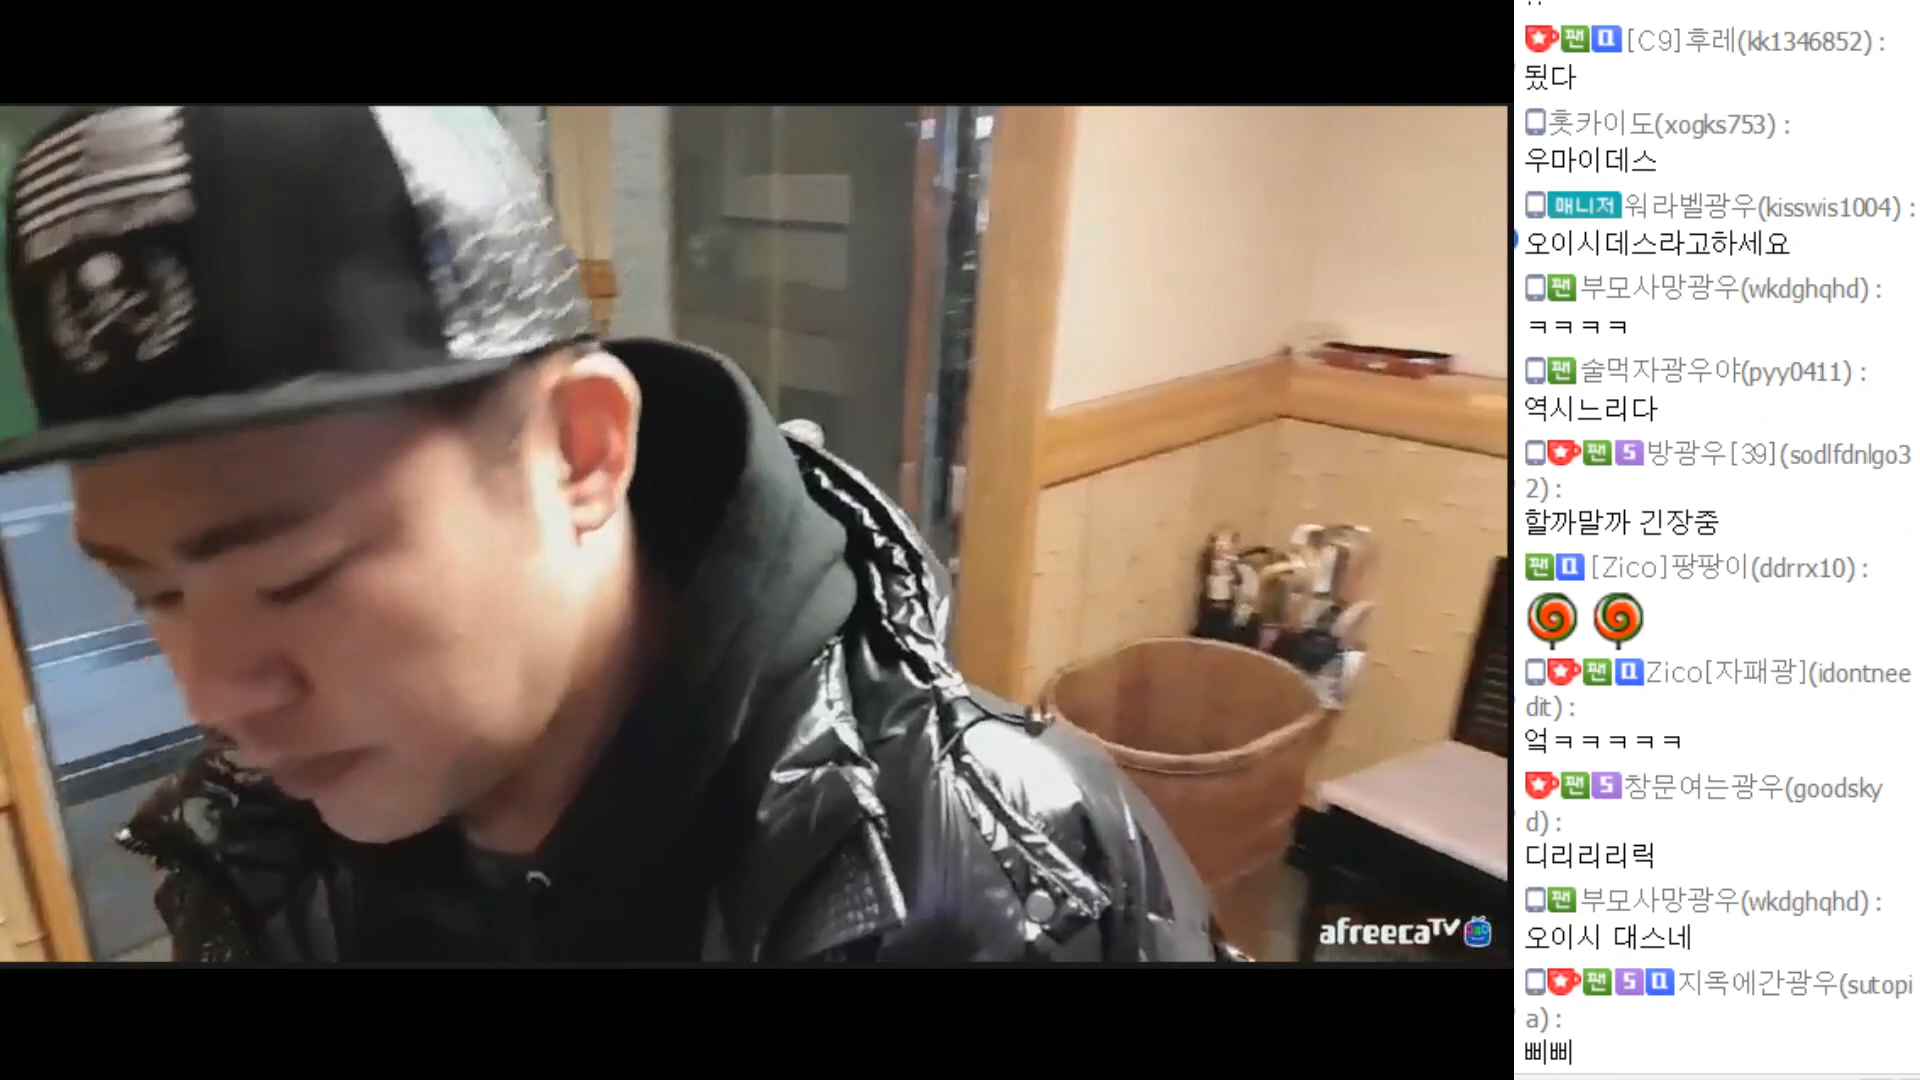 [C9]후레(kk1346852) :
됬다
홋카이도(xogks753) :
우마이데스
매니저 워라벨광우(kisswis1004) :
오이시데스라고하세요
팬 부모사망광우(wkdghqhd) :
ㅋㅋㅋㅋ
팬 술먹자광우야(pyy0411) :
역시느리다
팬 S 방광우[39](sodlfdnlgo3
2) :
할까말까 긴장중
팬 [Zico]팡팡이(ddrrx10) :
팬 Zico[자패광](idontnee
dit) :
엌ㅋㅋㅋㅋㅋ
팬 S 창문여는광우(goodsky
d) :
디리리리릭
팬 부모사망광우(wkdghqhd) :
오이시 대스네
팬 S 지옥에간광우(sutopi
a) :
삐삐
afreecaTV